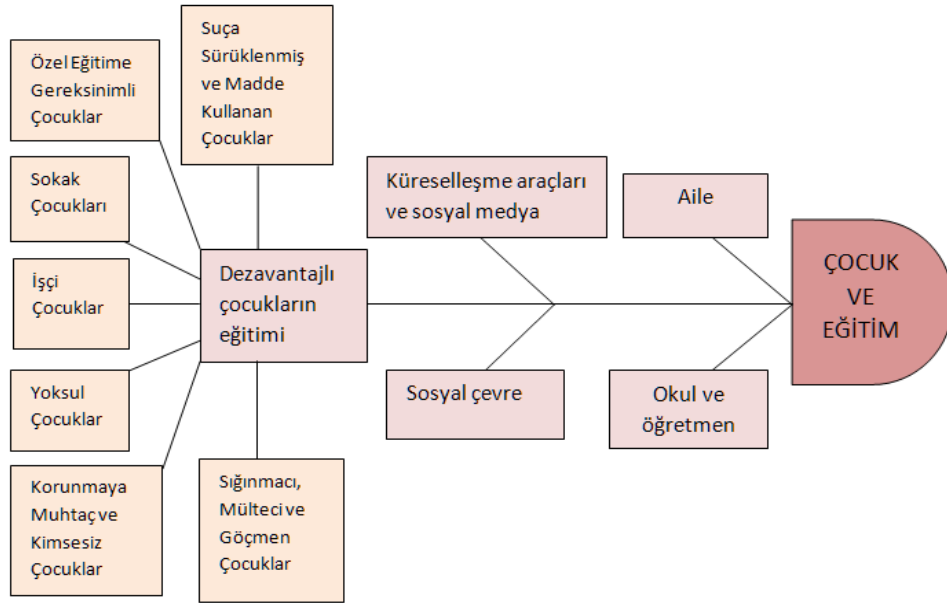 Suça
Sürüklenmiş
ve Madde
Kullanan
Çocuklar
Özel Eğitime
Gereksinimli
Çocuklar
Sokak
Çocukları
İşçi
Çocuklar
Yoksul
Çocuklar
Korunmaya
Muhtaç ve
Kimsesiz
Çocuklar
Sığınmacı,
Mülteci ve
Göçmen
Çocuklar
Dezavantajlı
çocukların
eğitimi
Küreselleşme araçları
ve sosyal medya
Sosyal çevre
Aile
Okul ve
öğretmen
ÇOCUK
VE
EĞİTİM